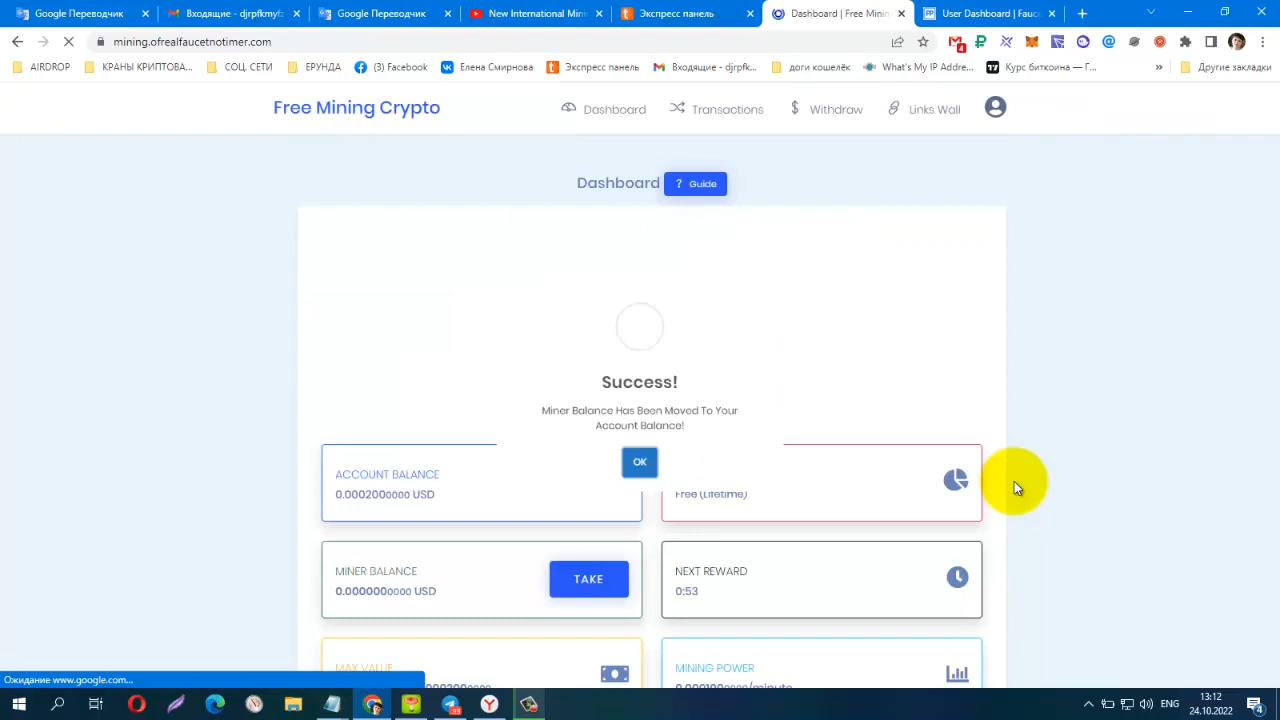 Google Переводчик
Входящие - djrpfkmyf
Google Переводчик
New International Mini
Экспресс панель
Dashboard | Free Minin
User Dashboard | Fauc
mining.ofrealfaucetnotimer.com
AIRDROP
КРАНЫ КРИПТОВА...
СОЦ. СЕТИ
ЕРУНДА
(3) Facebook
Елена Смирнова
Экспресс панель
Входящие - djrpfk...
доги кошелёк
What's My IP Addre...
Курс биткоина — Г...
»
Другие закладки
Free Mining Crypto
Dashboard
Transactions
Withdraw
Links Wall
Dashboard
? Guide
Success!
Miner Balance Has Been Moved To Your
Account Balance!
OK
ACCOUNT BALANCE
0.0002000000 USD
Free (Lifetime)
MINER BALANCE
0.0000000000 USD
TAKE
NEXT REWARD
0:53
MAX VALUE
MINING POWER
Ожидание www.google.com...
ENG
13:12
24.10.2022